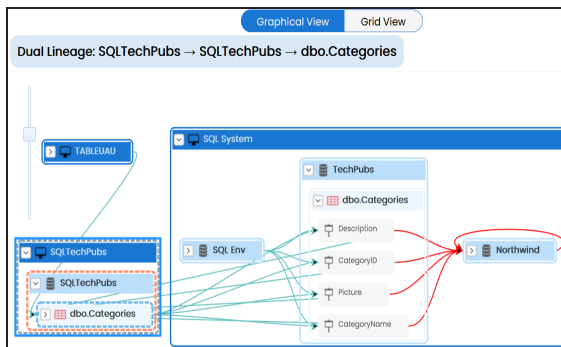 Graphical View
Grid View
Dual Lineage: SQLTechPubs → SQLTechPubs → dbo.Categories
TABLEUAU
SQL System
TechPubs
dbo.Categories
Description
SQL Env
CategoryID
Northwind
Picture
CategoryName
SQLTechPubs
SQLTechPubs
dbo.Categories